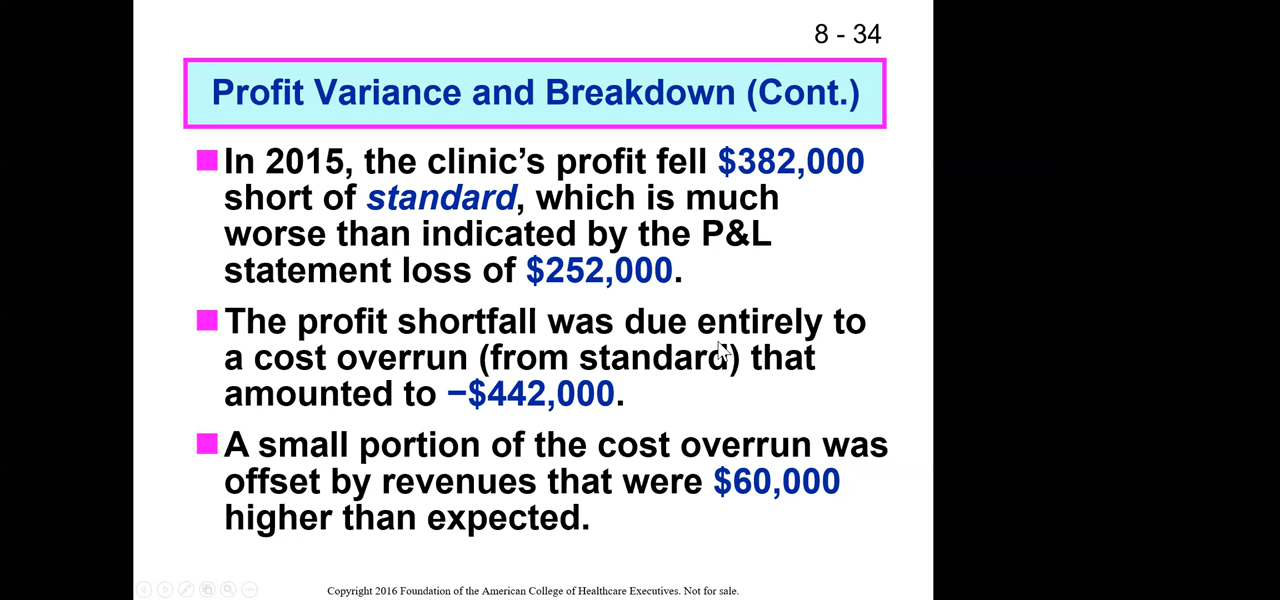 8 - 34
Profit Variance and Breakdown (Cont.)
In 2015, the clinic’s profit fell $382,000
short of standard, which is much
worse than indicated by the P&L
statement loss of $252,000.
The profit shortfall was due entirely to
a cost overrun (from standard) that
amounted to −$442,000.
A small portion of the cost overrun was
offset by revenues that were $60,000
higher than expected.
Copyright 2016 Foundation of the American College of Healthcare Executives. Not for sale.